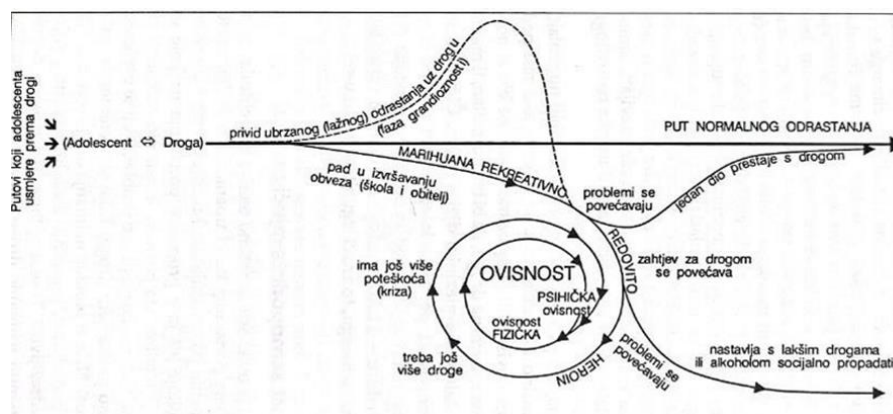 Putovi koji adolescenta
usmjere prema drogi
(Adolescent ⇔ Droga)
privid ubrzanog (lažnog) odrastanja uz drogu
(faza grandioznosti)
PUT NORMALNOG ODRASTANJA
MARIHUANA REKREATIVNO
pad u izvršavanju
obveza (škola i obitelj)
problemi se
povećavaju
jedan dio prestaje s drogom
REDOVITO
zahtjev za drogom
se povećava
OVISNOST
PSIHIČKA
ovisnost
ovisnost
FIZIČKA
ima još više
poteškoća
(kriza)
treba još
više droge
HEROIN
problemi se
povećavaju
nastavlja s lakšim drogama
ili alkoholom socijalno propadati